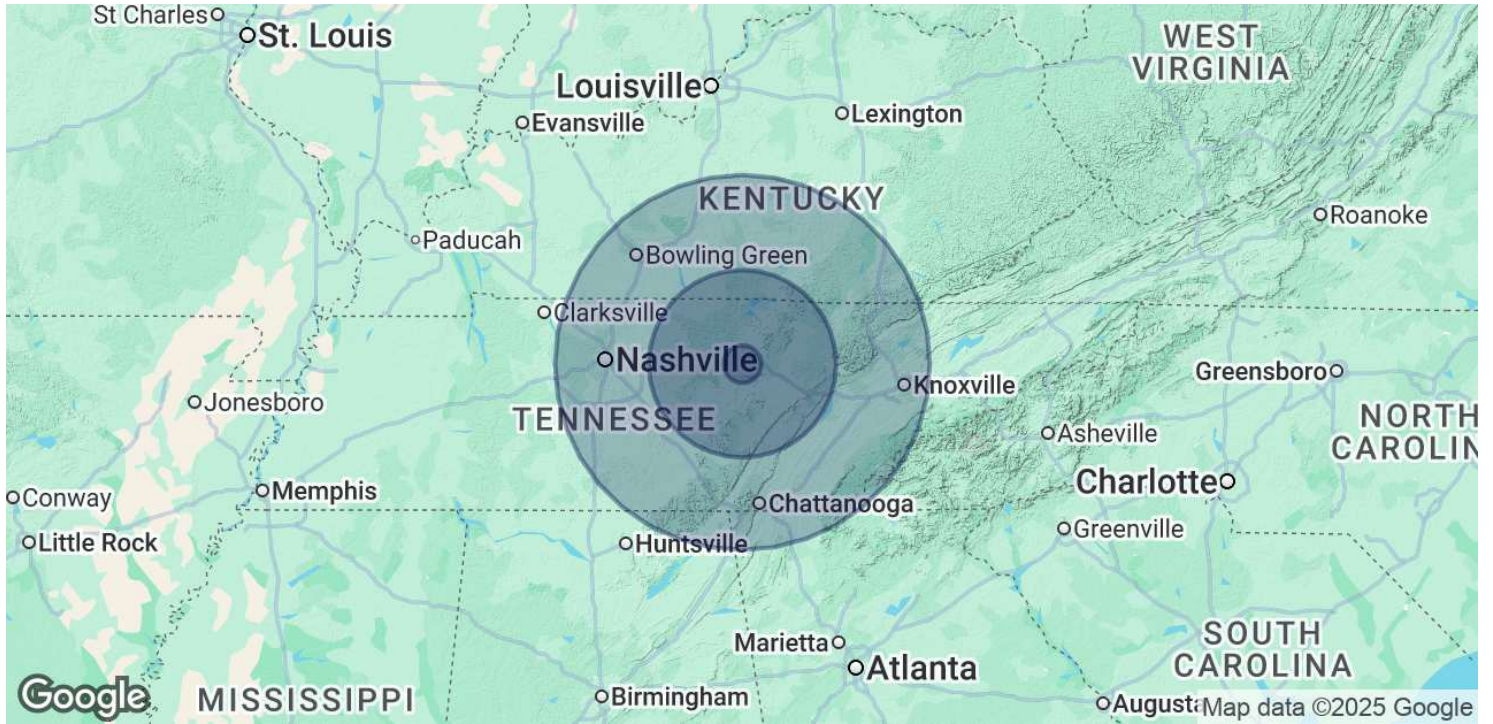 St Charles
St. Louis
WEST
VIRGINIA
Louisville
Lexington
Evansville
KENTUCKY
Roanoke
Paducah
Bowling Green
Clarksville
Nashville
Greensboro
Knoxville
Jonesboro
TENNESSEE
NORTH
CAROLIN
Asheville
Charlotte
Memphis
Conway
Chattanooga
Greenville
Little Rock
Huntsville
Marietta
SOUTH
CAROLINA
Atlanta
Google
MISSISSIPPI
Birmingham
Augusta
Map data ©2025 Google